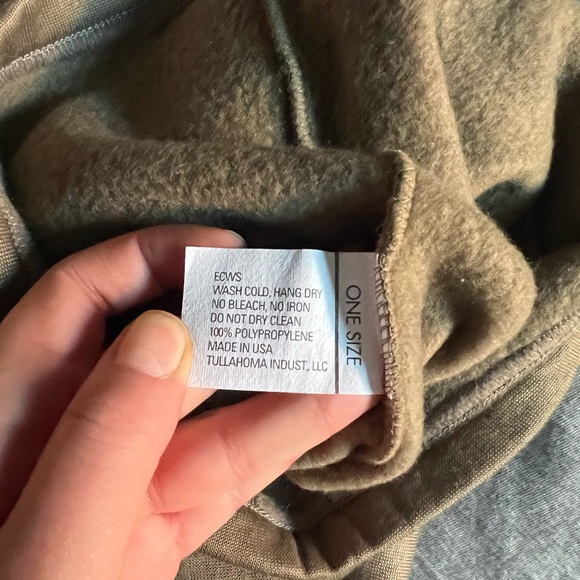 ECWS
WASH COLD, HANG DRY
NO BLEACH, NO IRON
DO NOT DRY CLEAN
100% POLYPROPYLENE
MADE IN USA
TULLAHOMA INDUST., LLC
ONE SIZE